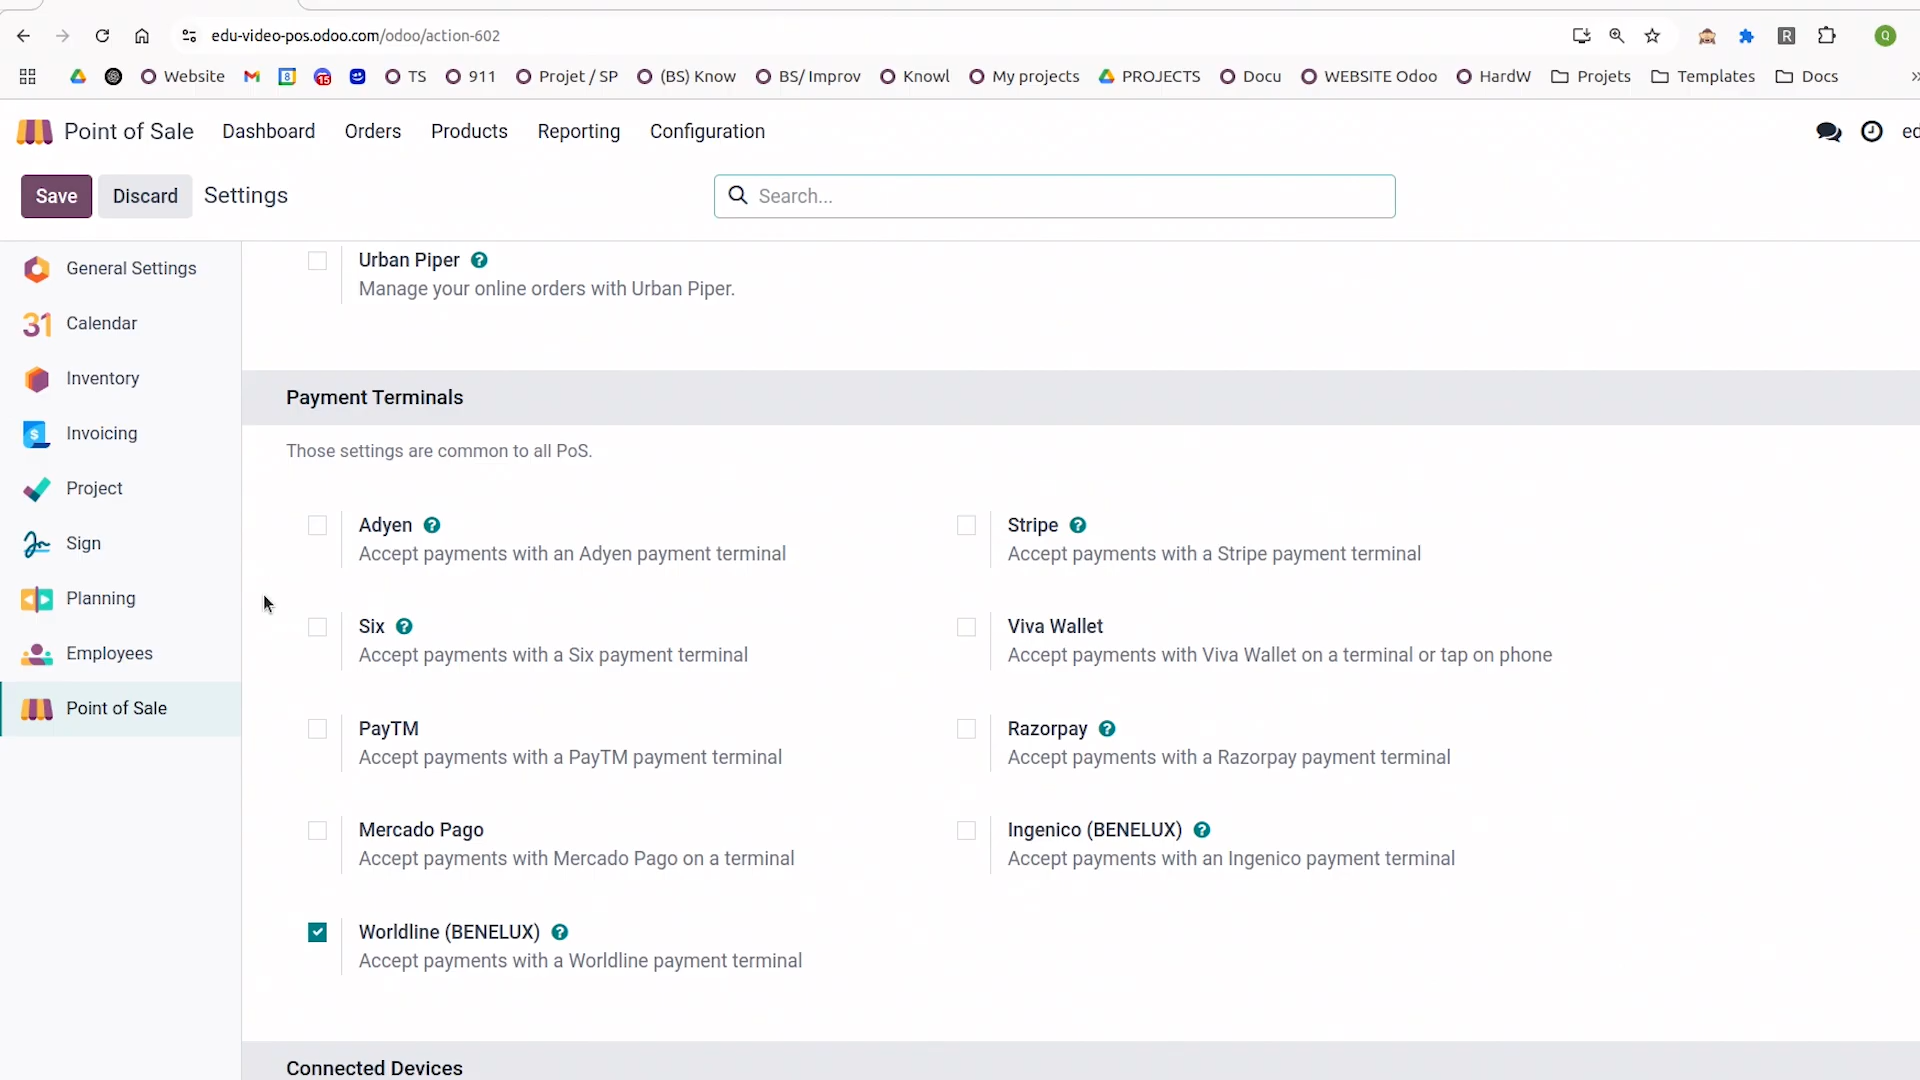 edu-video-pos.odoo.com/odoo/action-602
Q
8 15 Website TS 911 Projet / SP (BS) Know BS/ Improv Knowl My projects PROJECTS Docu WEBSITE Odoo HardW Projets Templates Docs »
Point of Sale Dashboard Orders Products Reporting Configuration ed
Save Discard Settings Search...
General Settings
31 Calendar
Inventory
$ Invoicing
Project
Sign
Planning
Employees
Point of Sale
Urban Piper ?
Manage your online orders with Urban Piper.
Payment Terminals
Those settings are common to all PoS.
Adyen ?
Accept payments with an Adyen payment terminal
Stripe ?
Accept payments with a Stripe payment terminal
Six ?
Accept payments with a Six payment terminal
Viva Wallet
Accept payments with Viva Wallet on a terminal or tap on phone
PayTM
Accept payments with a PayTM payment terminal
Razorpay ?
Accept payments with a Razorpay payment terminal
Mercado Pago
Accept payments with Mercado Pago on a terminal
Ingenico (BENELUX) ?
Accept payments with an Ingenico payment terminal
Worldline (BENELUX) ?
Accept payments with a Worldline payment terminal
Connected Devices